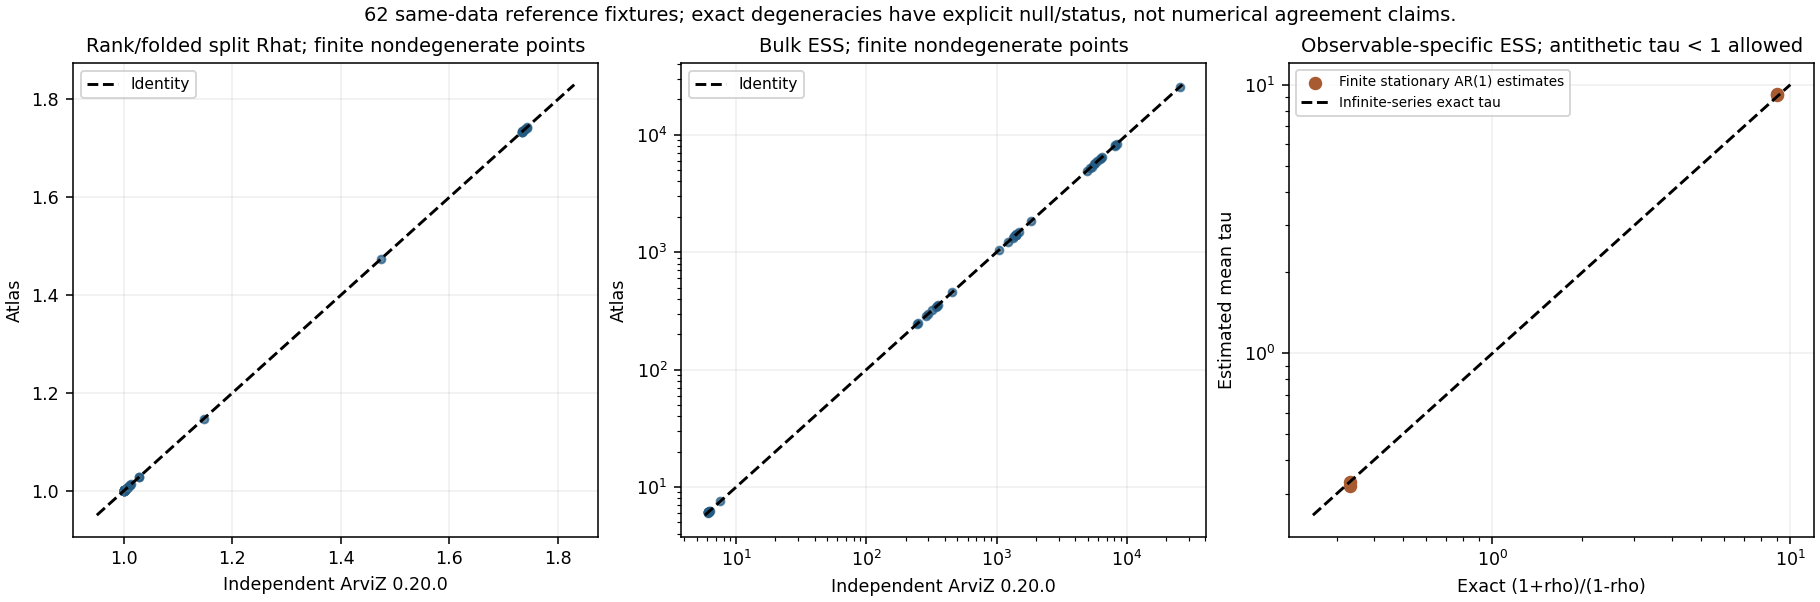 62 same-data reference fixtures; exact degeneracies have explicit null/status, not numerical agreement claims.
Rank/folded split Rhat; finite nondegenerate points
Identity
1.8
1.6
1.4
1.2
1.0
Atlas
1.0 1.2 1.4 1.6 1.8
Independent ArviZ 0.20.0
Bulk ESS; finite nondegenerate points
Identity
10⁴
10³
10²
10¹
Atlas
10¹ 10² 10³ 10⁴
Independent ArviZ 0.20.0
Observable-specific ESS; antithetic tau < 1 allowed
Finite stationary AR(1) estimates
Infinite-series exact tau
10¹
10⁰
Estimated mean tau
10⁰ 10¹
Exact (1+rho)/(1-rho)